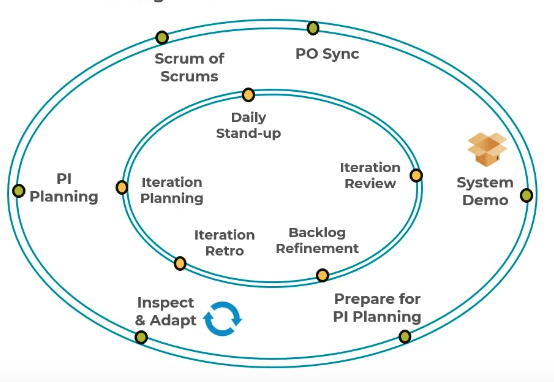 Scrum of
Scrums
PO Sync
Daily
Stand-up
PI
Planning
Iteration
Planning
Iteration
Review
System
Demo
Iteration
Retro
Backlog
Refinement
Inspect
& Adapt
Prepare for
PI Planning